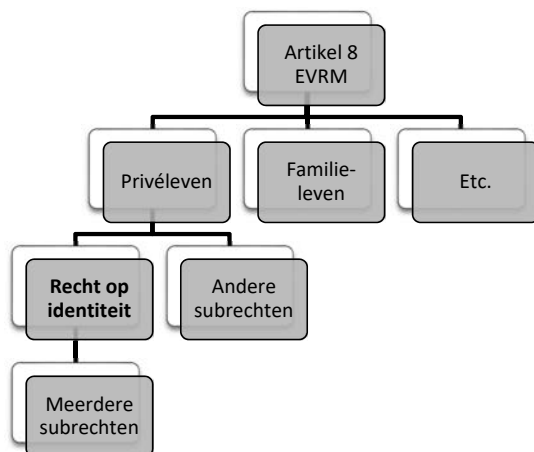 Artikel 8
EVRM
Privéleven
Familie-
leven
Etc.
Recht op
identiteit
Andere
subrechten
Meerdere
subrechten